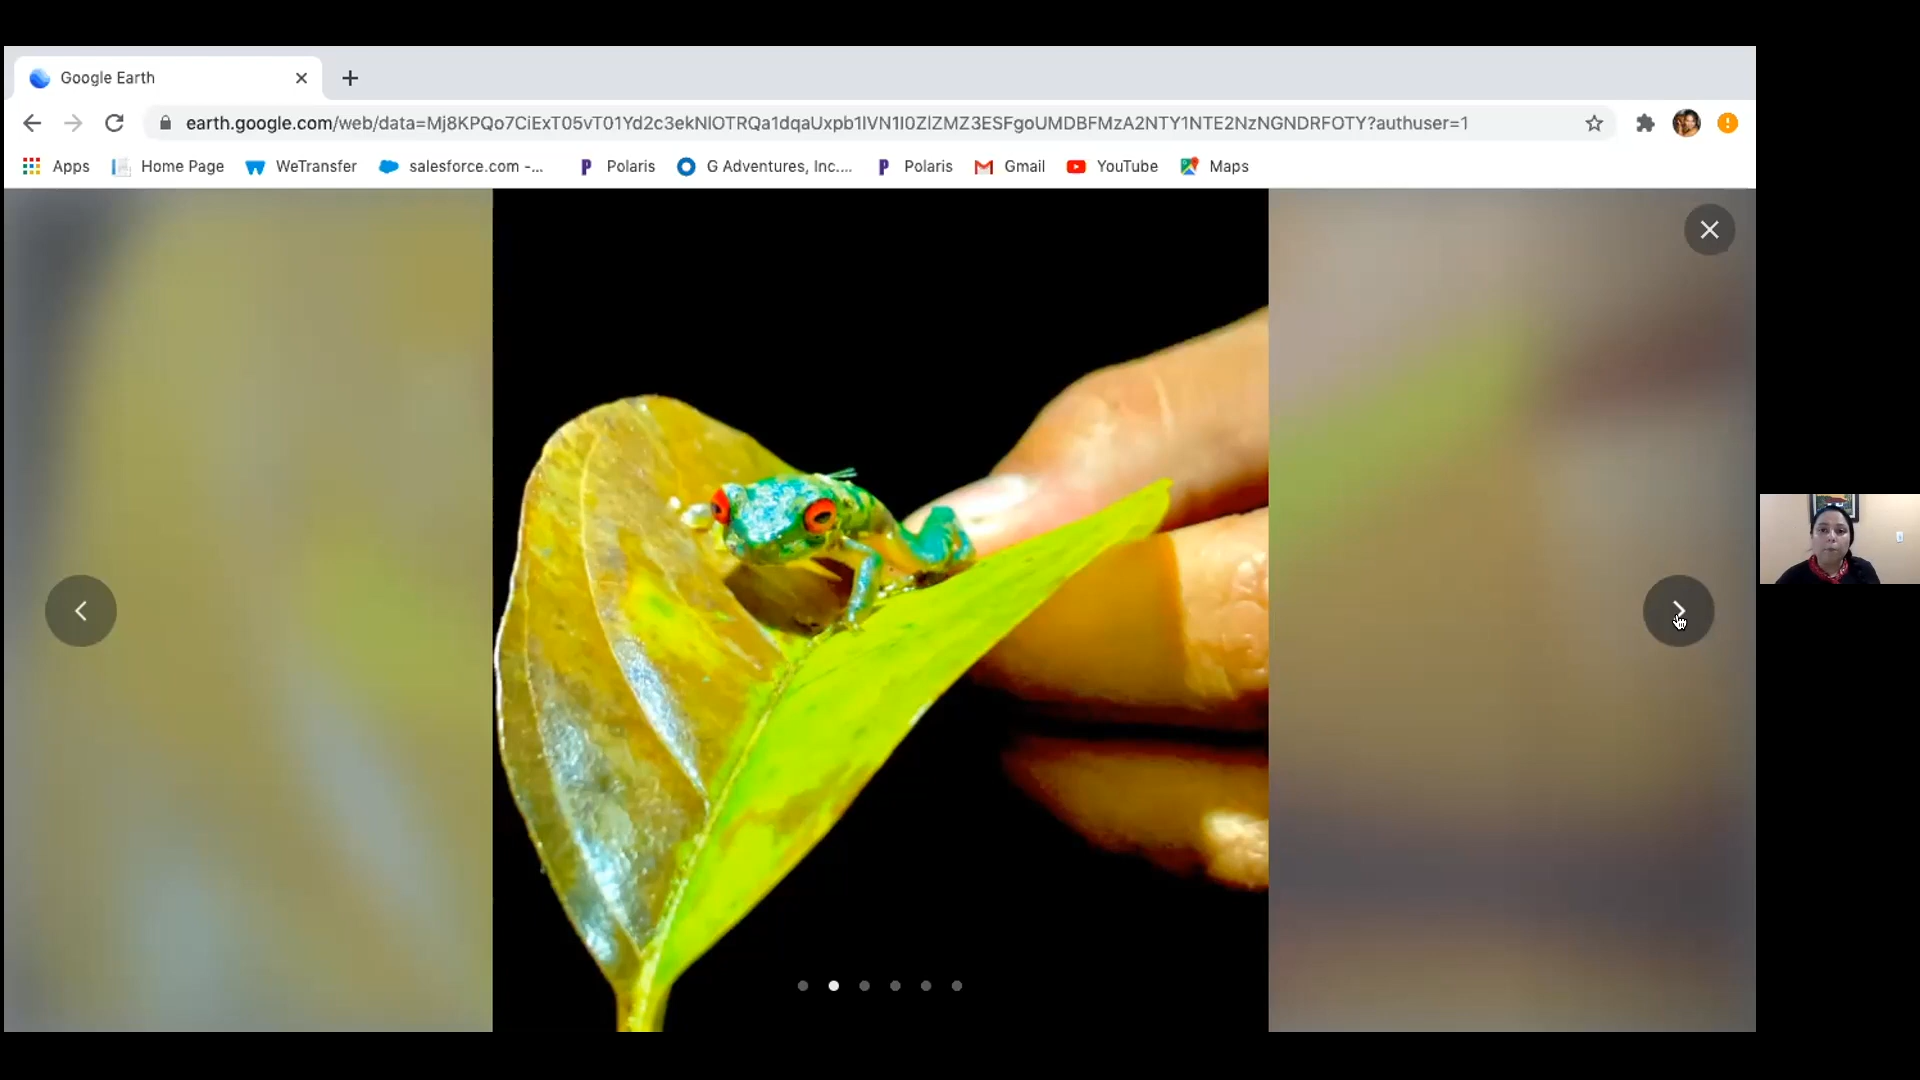 Google Earth
earth.google.com/web/data=Mj8KPQo7CiExT05vT01Yd2c3ekNlOTRQa1dqaUxpb1lVN1I0ZlZMZ3ESFgoUMDBFMzA2NTY1NTE2NzNGNDRFOTY?authuser=1
Apps Home Page WeTransfer salesforce.com -... Polaris G Adventures, Inc.... Polaris Gmail YouTube Maps